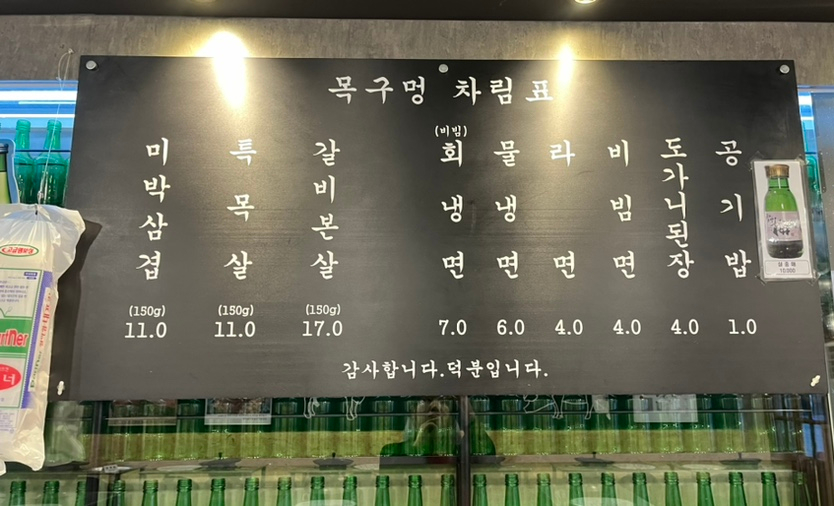 목구멍 차림표
미박삼겹
(150g)
11.0
특목살
(150g)
11.0
갈비본살
(150g)
17.0
(비빔)
회냉면
7.0
물냉면
6.0
라면
4.0
비빔면
4.0
도가니된장
4.0
공기밥
1.0
감사합니다.덕분입니다.
10,000